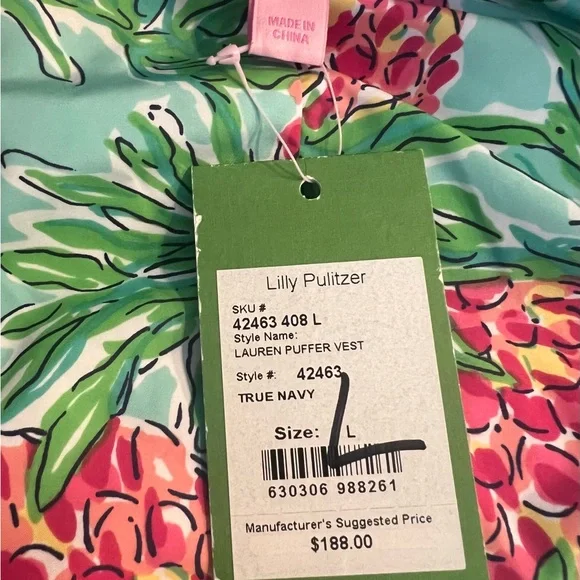 MADE IN
CHINA
Lilly Pulitzer
SKU #
42463 408 L
Style Name:
LAUREN PUFFER VEST
Style #: 42463
TRUE NAVY
Size: L
L
630306 988261
Manufacturer's Suggested Price
$188.00